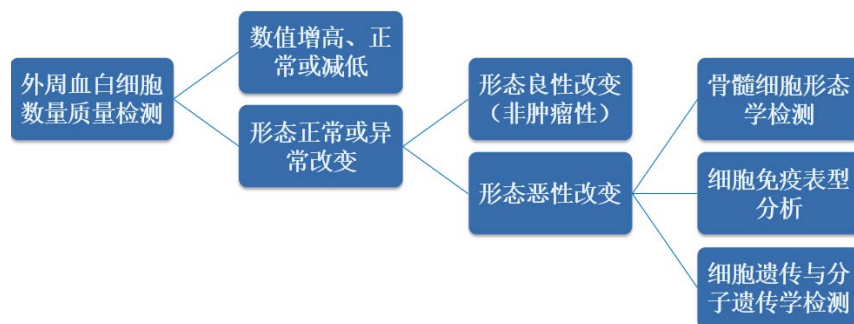 外周血白细胞
数量质量检测
数值增高、正
常或减低
形态正常或异
常改变
形态良性改变
（非肿瘤性）
形态恶性改变
骨髓细胞形态
学检测
细胞免疫表型
分析
细胞遗传与分
子遗传学检测